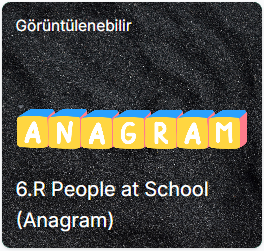 Görüntülenebilir
ANAGRAM
6.R People at School
(Anagram)